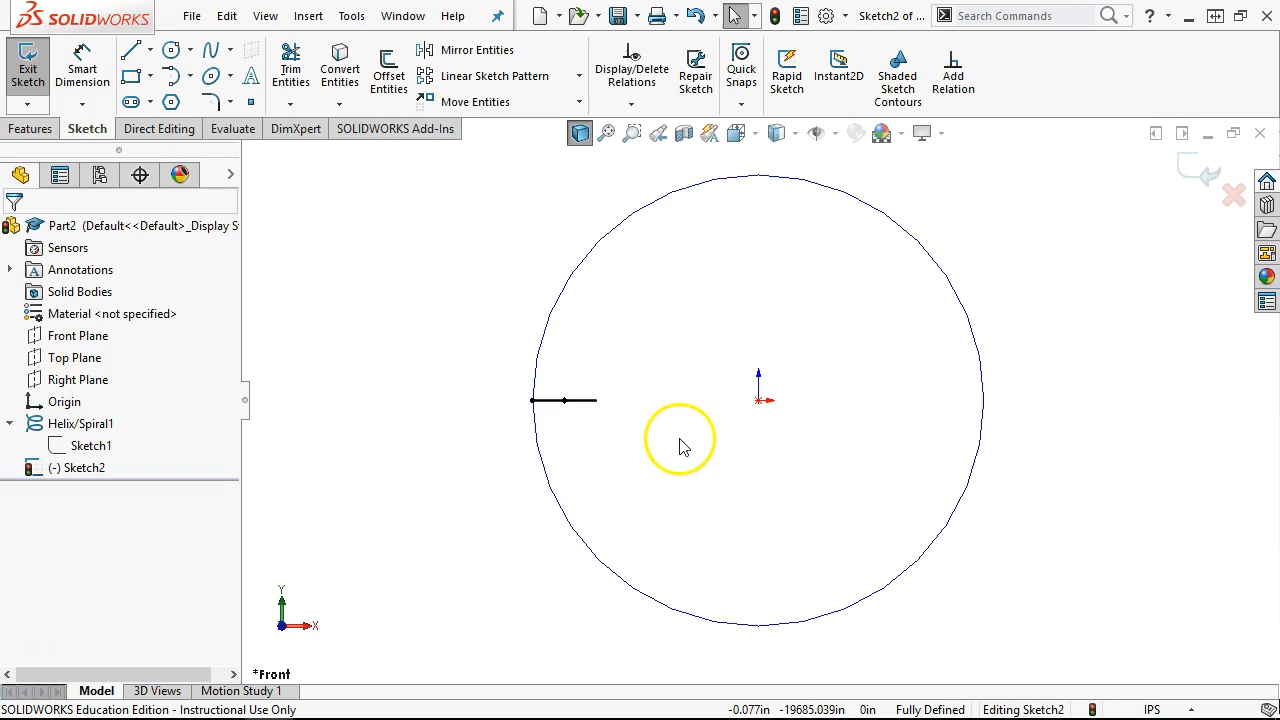 SOLIDWORKS File Edit View Insert Tools Window Help Sketch2 of ... Search Commands ?
Exit Sketch Smart Dimension Trim Entities Convert Entities Offset Entities Mirror Entities Linear Sketch Pattern Move Entities Display/Delete Relations Repair Sketch Quick Snaps Rapid Sketch Instant2D Shaded Sketch Contours Add Relation
Features Sketch Direct Editing Evaluate DimXpert SOLIDWORKS Add-Ins
Part2 (Default<<Default>_Display S
Sensors
Annotations
Solid Bodies
Material <not specified>
Front Plane
Top Plane
Right Plane
Origin
Helix/Spiral1
Sketch1
(-) Sketch2
Y
X
*Front
Model 3D Views Motion Study 1
SOLIDWORKS Education Edition - Instructional Use Only -0.077in -19685.039in 0in Fully Defined Editing Sketch2 IPS